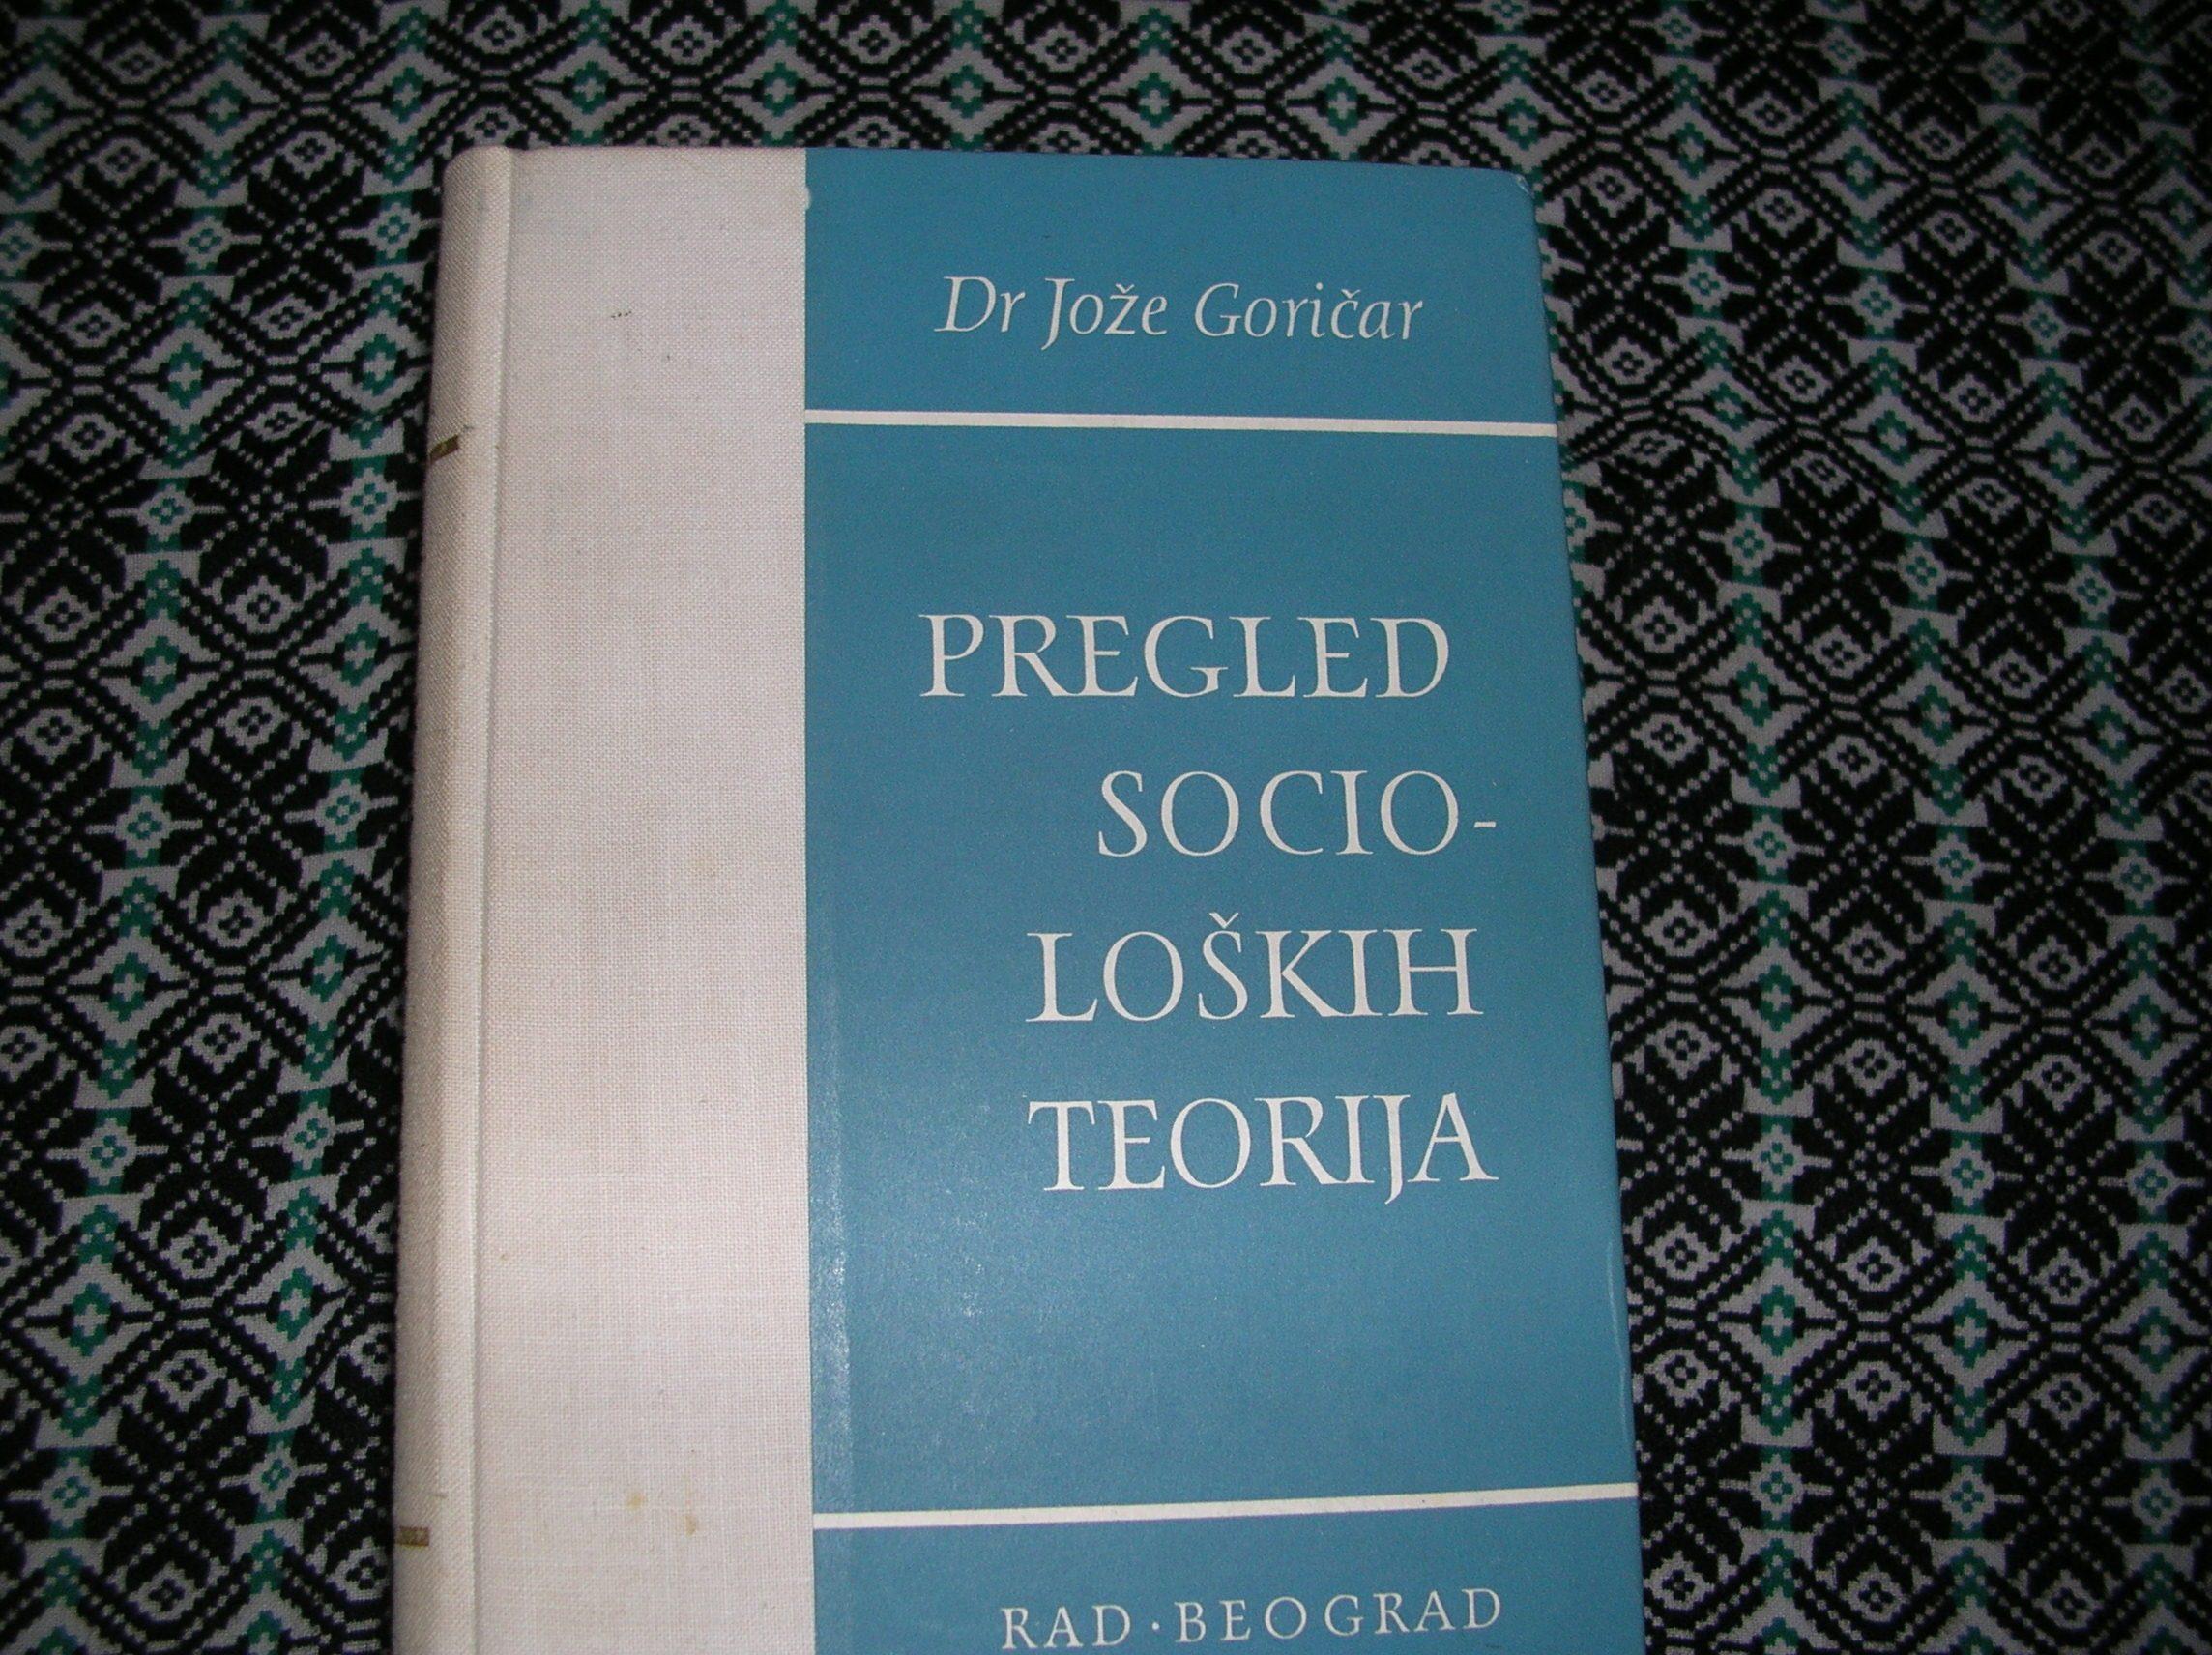 Dr Jože Goričar
PREGLED
SOCIO-
LOŠKIH
TEORIJA
RAD · BEOGRAD